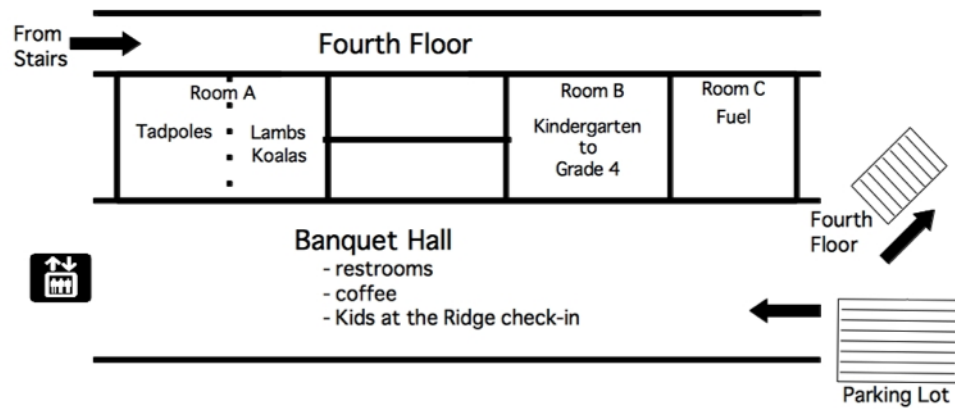 From
Stairs
Fourth Floor
Room A
Tadpoles
Lambs
Koalas
Room B
Kindergarten
to
Grade 4
Room C
Fuel
Fourth
Floor
Banquet Hall
- restrooms
- coffee
- Kids at the Ridge check-in
Parking Lot